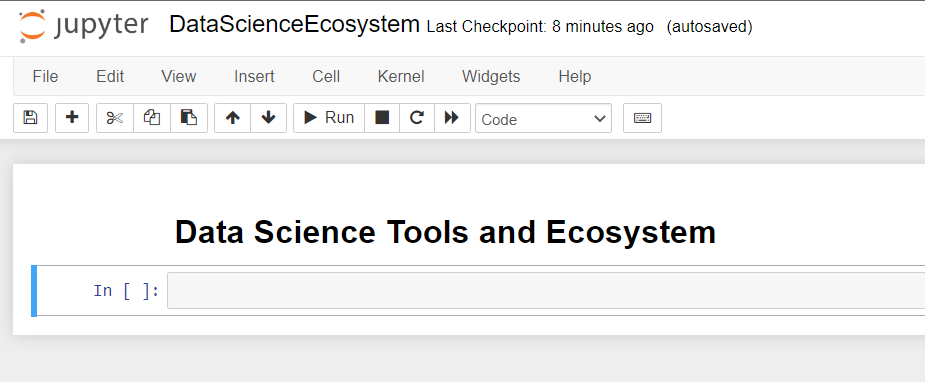 jupyter DataScienceEcosystem Last Checkpoint: 8 minutes ago (autosaved)
File Edit View Insert Cell Kernel Widgets Help
Run Code
Data Science Tools and Ecosystem
In [ ]: